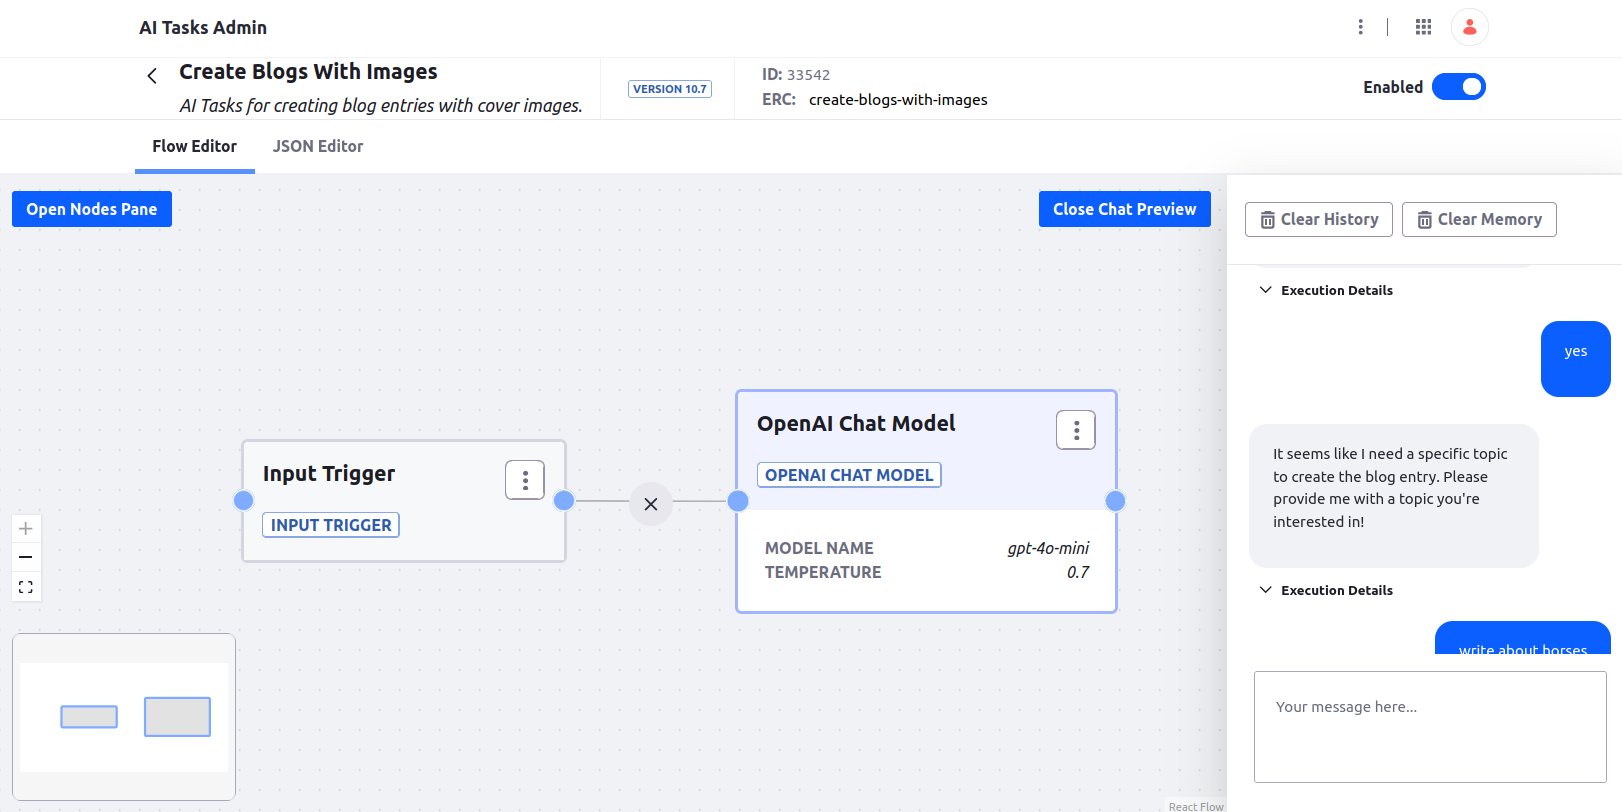 AI Tasks Admin
Create Blogs With Images
AI Tasks for creating blog entries with cover images.
VERSION 10.7
ID: 33542
ERC: create-blogs-with-images
Enabled
Flow Editor
JSON Editor
Open Nodes Pane
Close Chat Preview
Clear History
Clear Memory
Execution Details
yes
It seems like I need a specific topic
to create the blog entry. Please
provide me with a topic you're
interested in!
Execution Details
write about horses
Your message here...
Input Trigger
INPUT TRIGGER
OpenAI Chat Model
OPENAI CHAT MODEL
MODEL NAME gpt-4o-mini
TEMPERATURE 0.7
React Flow